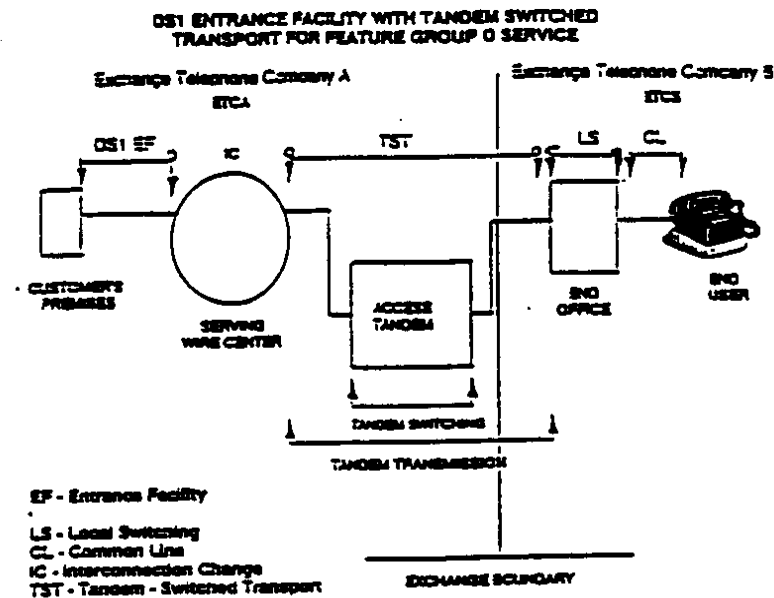 DS1 ENTRANCE FACILITY WITH TANDEM SWITCHED
TRANSPORT FOR FEATURE GROUP D SERVICE
Exchange Telephone Company A
ETCA
Exchange Telephone Company B
ETCB
DS1 EF
IC
TST
LS
CL
CUSTOMER'S
PREMISES
SERVING
WIRE CENTER
ACCESS
TANDEM
END
OFFICE
END
USER
TANDEM SWITCHING
TANDEM TRANSMISSION
EF - Entrance Facility
LS - Local Switching
CL - Common Line
IC - Interconnection Charge
TST - Tandem - Switched Transport
EXCHANGE BOUNDARY